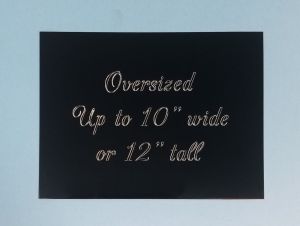 Oversized
Up to 10" wide
or 12" tall